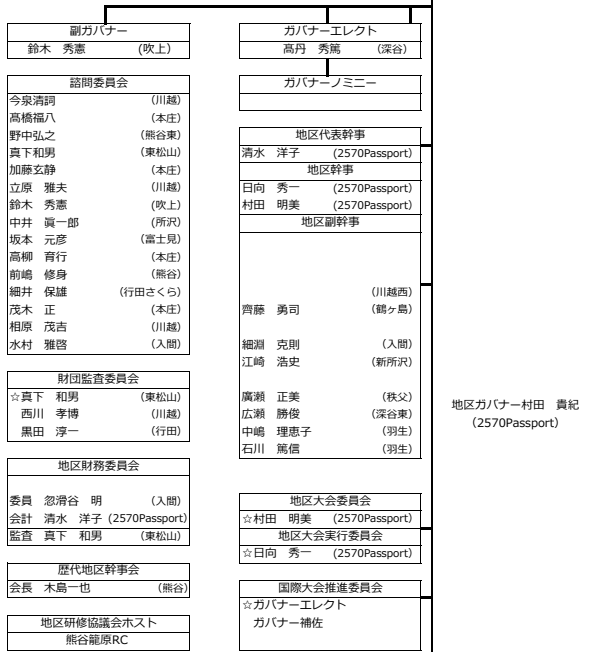 副ガバナー
鈴木　秀憲　(吹上)
諮問委員会
今泉清詞　(川越)
髙橋福八　(本庄)
野中弘之　(熊谷東)
真下和男　(東松山)
加藤玄静　(本庄)
立原　雅夫　(川越)
鈴木　秀憲　(吹上)
中井　眞一郎　(所沢)
坂本　元彦　(富士見)
高柳　育行　(本庄)
前嶋　修身　(熊谷)
細井　保雄　(行田さくら)
茂木　正　(本庄)
相原　茂吉　(川越)
水村　雅啓　(入間)
財団監査委員会
☆真下　和男　(東松山)
西川　孝博　(川越)
黒田　淳一　(行田)
地区財務委員会
委員　忽滑谷　明　(入間)
会計　清水　洋子 (2570Passport)
監査　真下　和男　(東松山)
歴代地区幹事会
会長　木島一也　(熊谷)
地区研修協議会ホスト
熊谷籠原RC
ガバナーエレクト
髙丹　秀篤　(深谷)
ガバナーノミニー
地区代表幹事
清水　洋子　(2570Passport)
地区幹事
日向　秀一　(2570Passport)
村田　明美　(2570Passport)
地区副幹事
(川越西)
齊藤　勇司　(鶴ヶ島)
細淵　克則　(入間)
江崎　浩史　(新所沢)
廣瀬　正美　(秩父)
広瀬　勝俊　(深谷東)
中嶋　理恵子　(羽生)
石川　篤信　(羽生)
地区大会委員会
☆村田　明美　(2570Passport)
地区大会実行委員会
☆日向　秀一　(2570Passport)
国際大会推進委員会
☆ガバナーエレクト
ガバナー補佐
地区ガバナー村田　貴紀
(2570Passport)